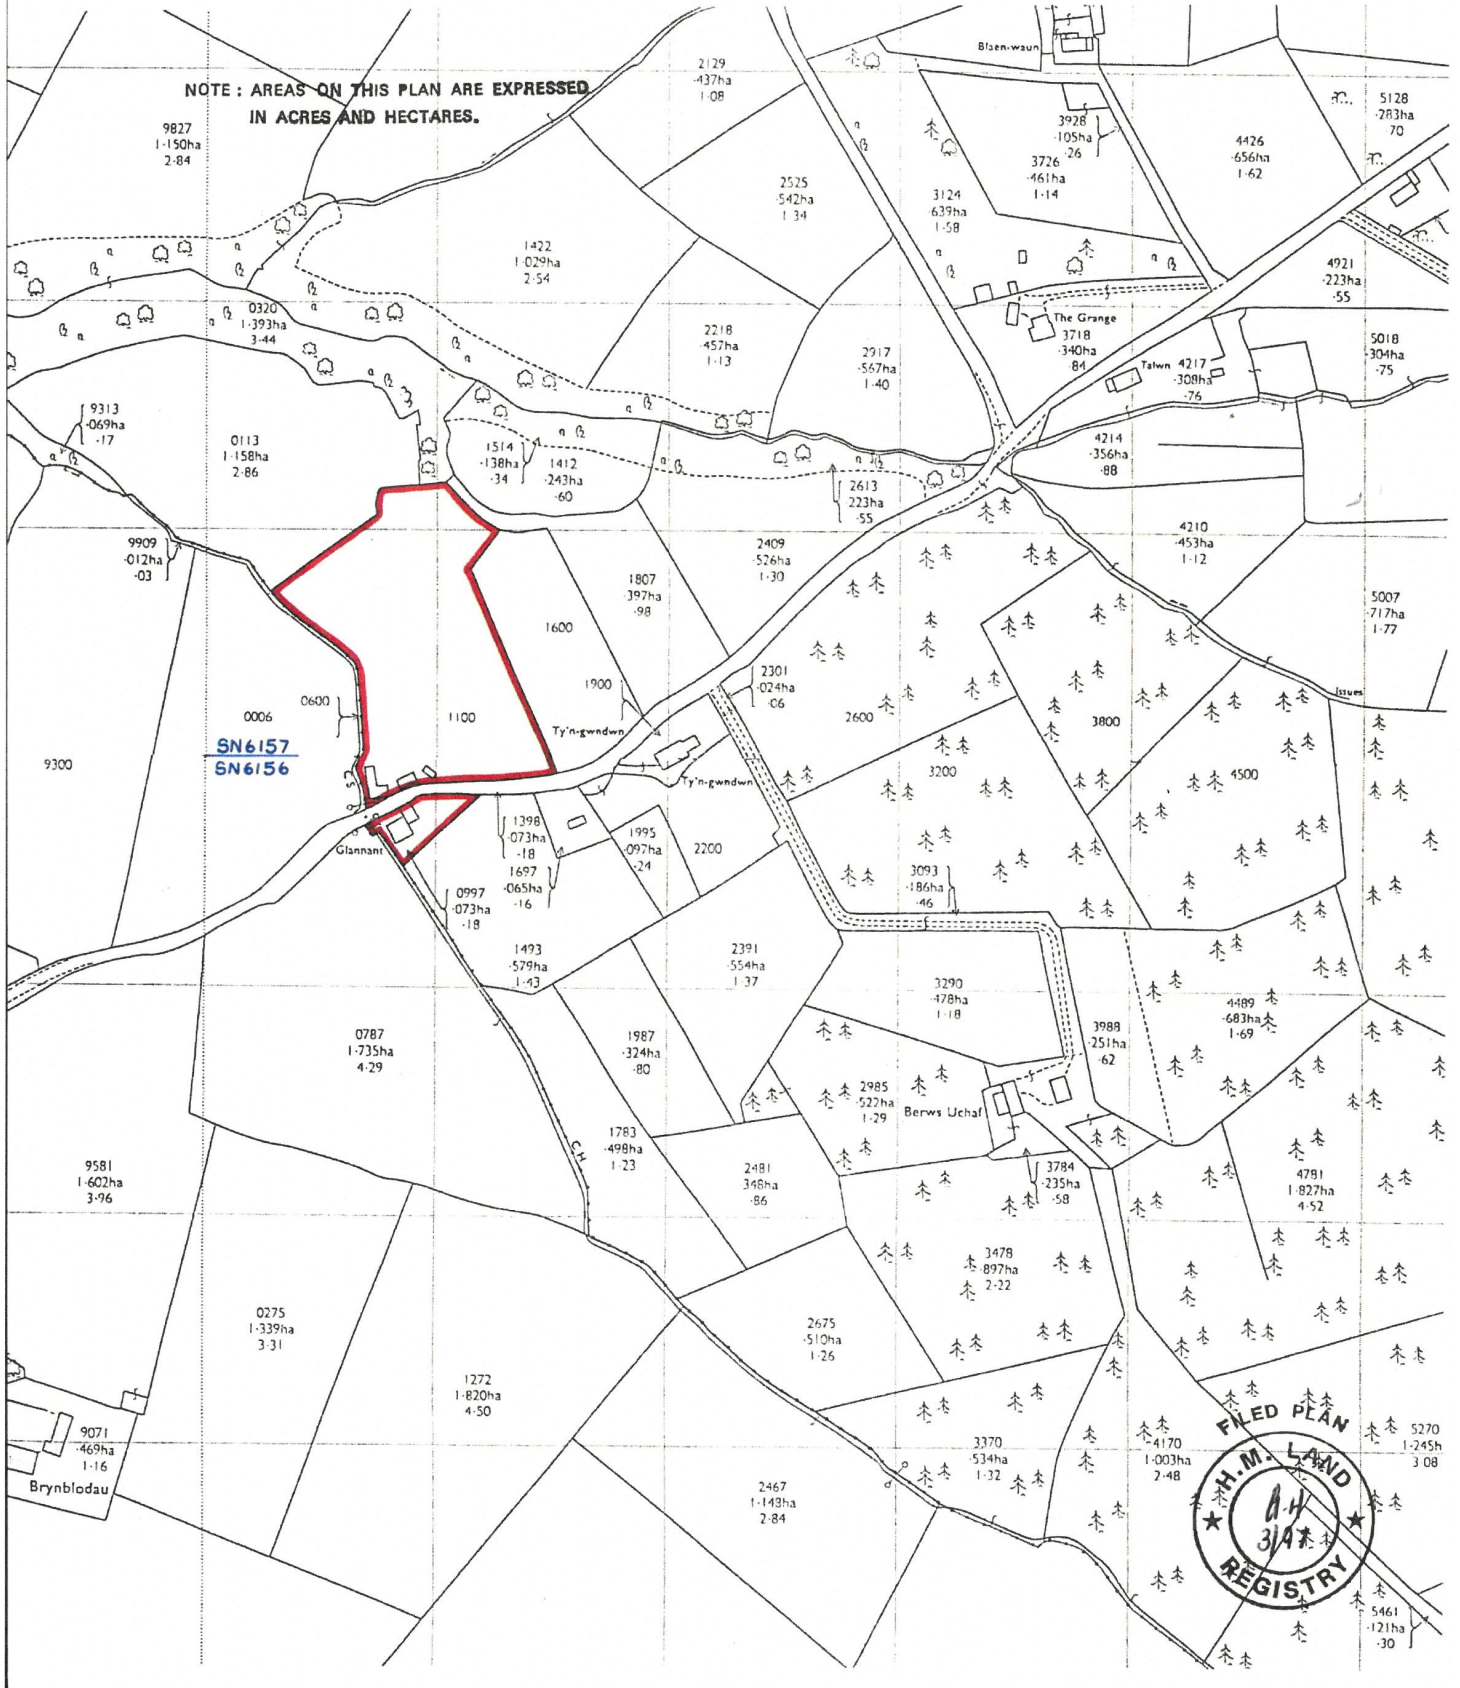 NOTE : AREAS ON THIS PLAN ARE EXPRESSED
IN ACRES AND HECTARES.
9827
1·150ha
2·84
2129
·437ha
1·08
Blaen-waun
5128
·283ha
·70
3928
·105ha
·26
3726
·461ha
1·14
4426
·656ha
1·62
2525
·542ha
1·34
3124
·639ha
1·58
1422
1·029ha
2·54
4921
·223ha
·55
0320
1·393ha
3·44
2218
·457ha
1·13
2917
·567ha
1·40
The Grange
3718
·340ha
·84
Talwn
4217
·308ha
·76
5018
·304ha
·75
9313
·069ha
·17
0113
1·158ha
2·86
1514
·138ha
·34
1412
·243ha
·60
2613
·223ha
·55
4214
·356ha
·88
9909
·012ha
·03
2409
·526ha
1·30
4210
·453ha
1·12
1807
·397ha
·98
1600
5007
·717ha
1·77
0006
0600
1100
1900
2301
·024ha
·06
2600
3800
Issues
SN6157
SN6156
9300
Ty'n-gwndwn
Ty'n-gwndwn
3200
4500
CS
Glannant
1398
·073ha
·18
1697
·065ha
·16
1995
·097ha
·24
2200
0997
·073ha
·18
3093
·186ha
·46
1493
·579ha
1·43
2391
·554ha
1·37
3290
·478ha
1·18
4489
·683ha
1·69
0787
1·735ha
4·29
1987
·324ha
·80
3988
·251ha
·62
2985
·522ha
1·29
Berws Uchaf
CH
1783
·498ha
1·23
9581
1·602ha
3·96
2481
348ha
·86
3784
·235ha
·58
4781
1·827ha
4·52
3478
·897ha
2·22
0275
1·339ha
3·31
2675
·510ha
1·26
1272
1·820ha
4·50
9071
·469ha
1·16
Brynblodau
3370
·534ha
1·32
4170
1·003ha
2·48
5270
1·245h
3·08
2467
1·143ha
2·84
FILED PLAN
H.M. LAND
REGISTRY
5461
·121ha
·30